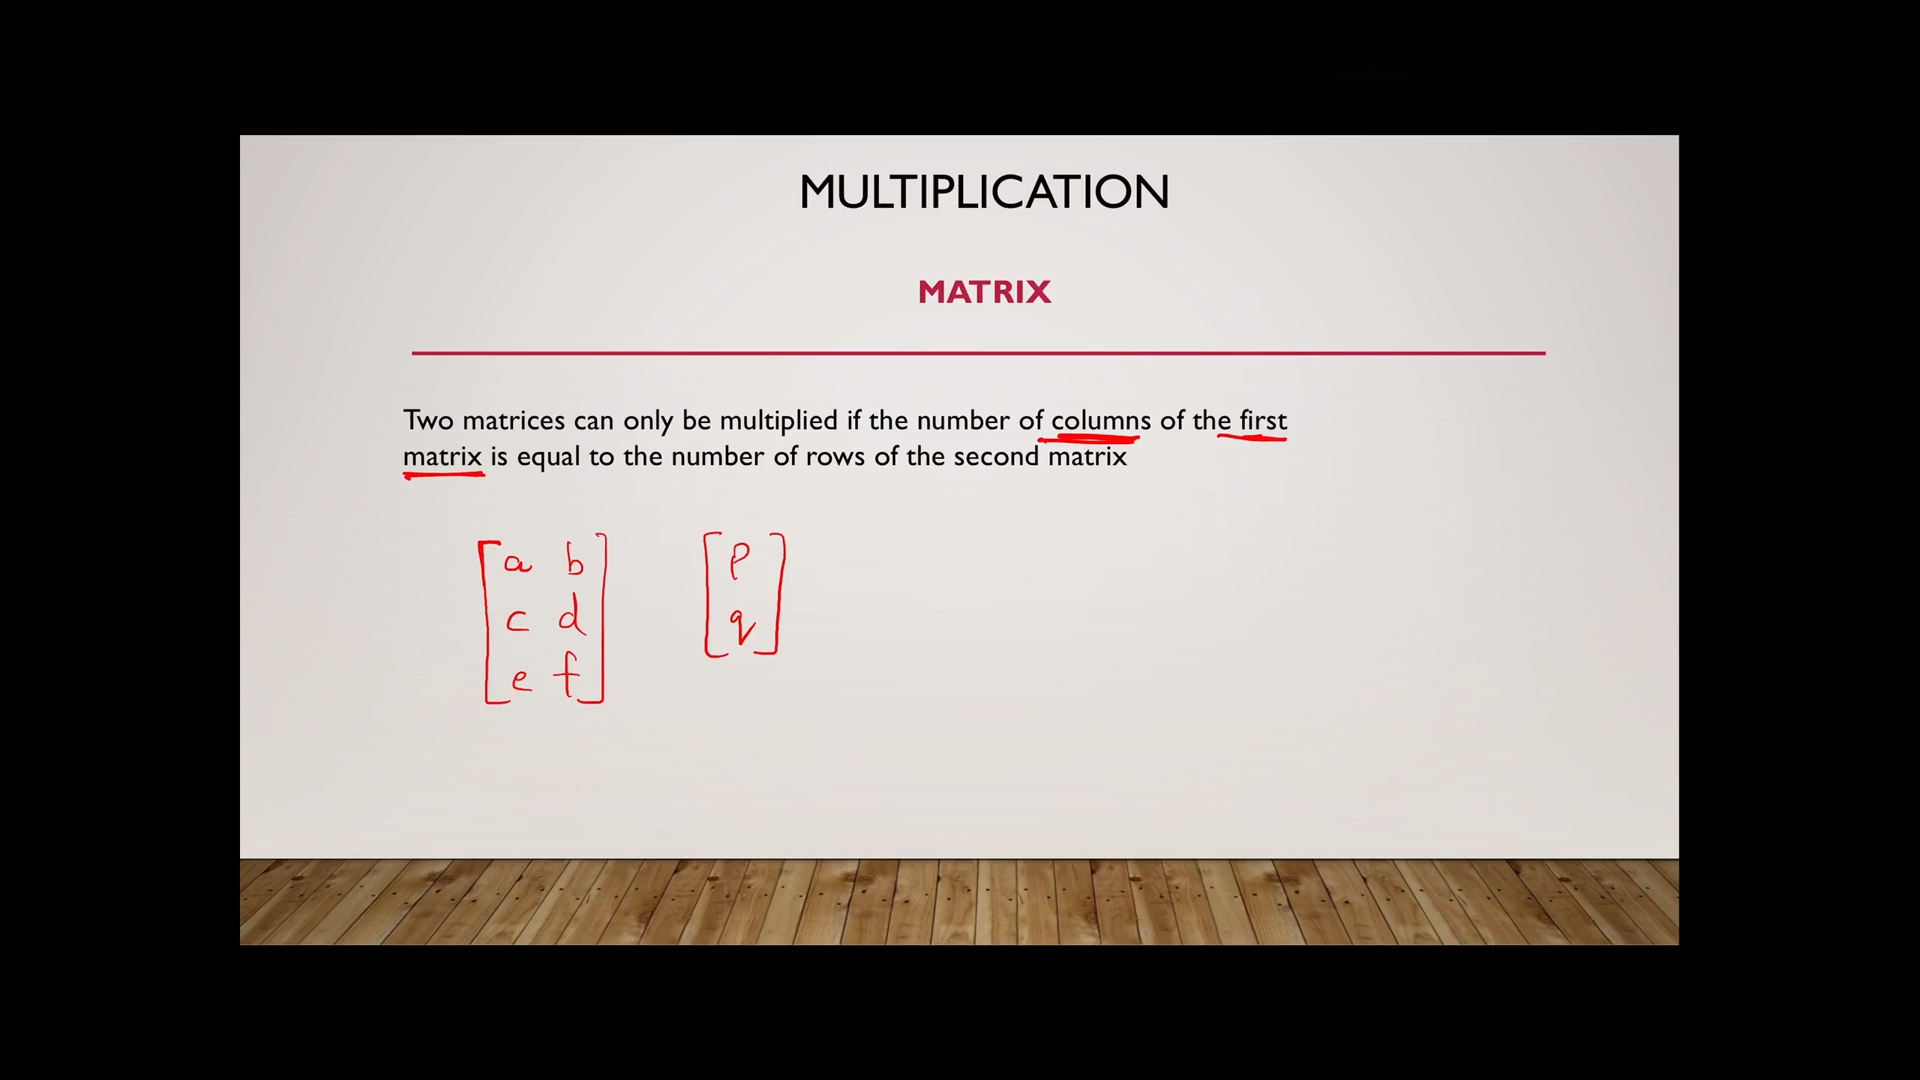 MULTIPLICATION
MATRIX
Two matrices can only be multiplied if the number of columns of the first
matrix is equal to the number of rows of the second matrix
a b
c d
e f
p
q